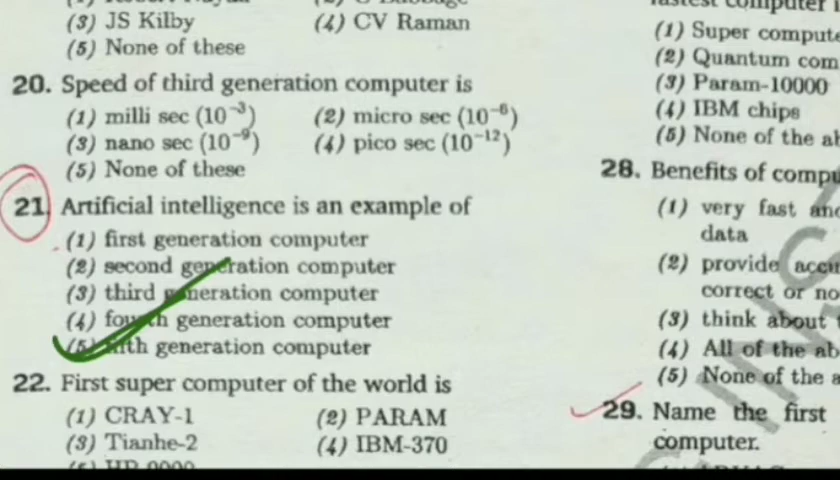 (3) JS Kilby (4) CV Raman
(5) None of these
20. Speed of third generation computer is
(1) milli sec (10⁻³) (2) micro sec (10⁻⁶)
(3) nano sec (10⁻⁹) (4) pico sec (10⁻¹²)
(5) None of these
21. Artificial intelligence is an example of
(1) first generation computer
(2) second generation computer
(3) third generation computer
(4) fourth generation computer
(5) fifth generation computer
22. First super computer of the world is
(1) CRAY-1 (2) PARAM
(3) Tianhe-2 (4) IBM-370
fastest computer
(1) Super
(2) Quantum
(3) Param-10000
(4) IBM chips
(5) None of the
28. Benefits of
(1) very fast
data
(2) provide
correct or
(3) think about
(4) All of the
(5) None of the
29. Name the first
computer.